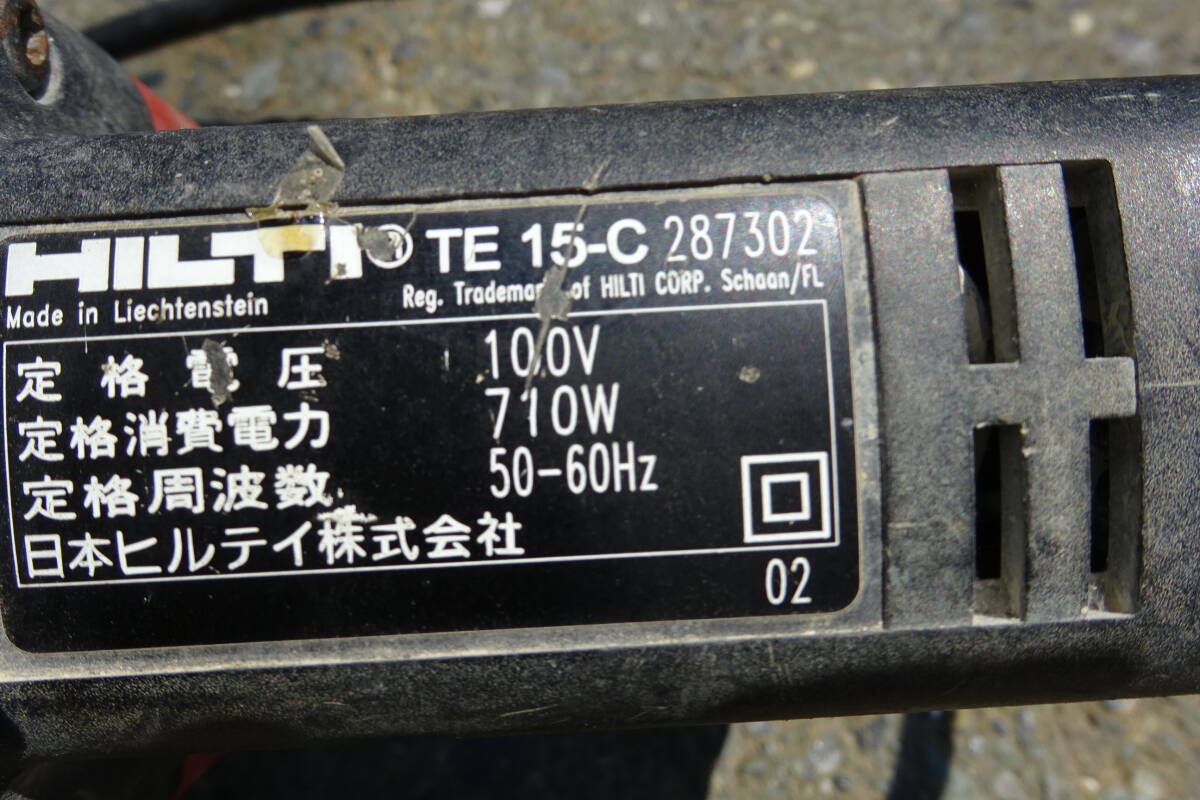 HILTI® TE 15-C 287302
Made in Liechtenstein Reg. Trademark of HILTI CORP. Schaan/FL
定格電圧 100V
定格消費電力 710W
定格周波数 50-60Hz
日本ヒルテイ株式会社
02